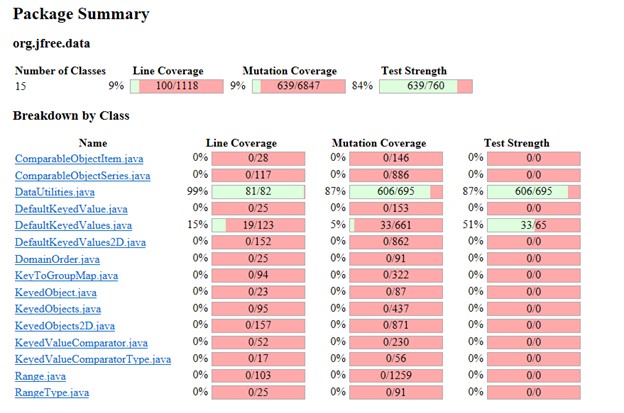 Package Summary
org.jfree.data
Number of Classes Line Coverage Mutation Coverage Test Strength
15 9% 100/1118 9% 639/6847 84% 639/760
Breakdown by Class
Name Line Coverage Mutation Coverage Test Strength
ComparableObjectItem.java 0% 0/28 0% 0/146 0% 0/0
ComparableObjectSeries.java 0% 0/117 0% 0/886 0% 0/0
DataUtilities.java 99% 81/82 87% 606/695 87% 606/695
DefaultKeyedValue.java 0% 0/25 0% 0/153 0% 0/0
DefaultKeyedValues.java 15% 19/123 5% 33/661 51% 33/65
DefaultKeyedValues2D.java 0% 0/152 0% 0/862 0% 0/0
DomainOrder.java 0% 0/25 0% 0/91 0% 0/0
KeyToGroupMap.java 0% 0/94 0% 0/322 0% 0/0
KeyedObject.java 0% 0/23 0% 0/87 0% 0/0
KeyedObjects.java 0% 0/95 0% 0/437 0% 0/0
KeyedObjects2D.java 0% 0/157 0% 0/871 0% 0/0
KeyedValueComparator.java 0% 0/52 0% 0/230 0% 0/0
KeyedValueComparatorType.java 0% 0/17 0% 0/56 0% 0/0
Range.java 0% 0/103 0% 0/1259 0% 0/0
RangeType.java 0% 0/25 0% 0/91 0% 0/0